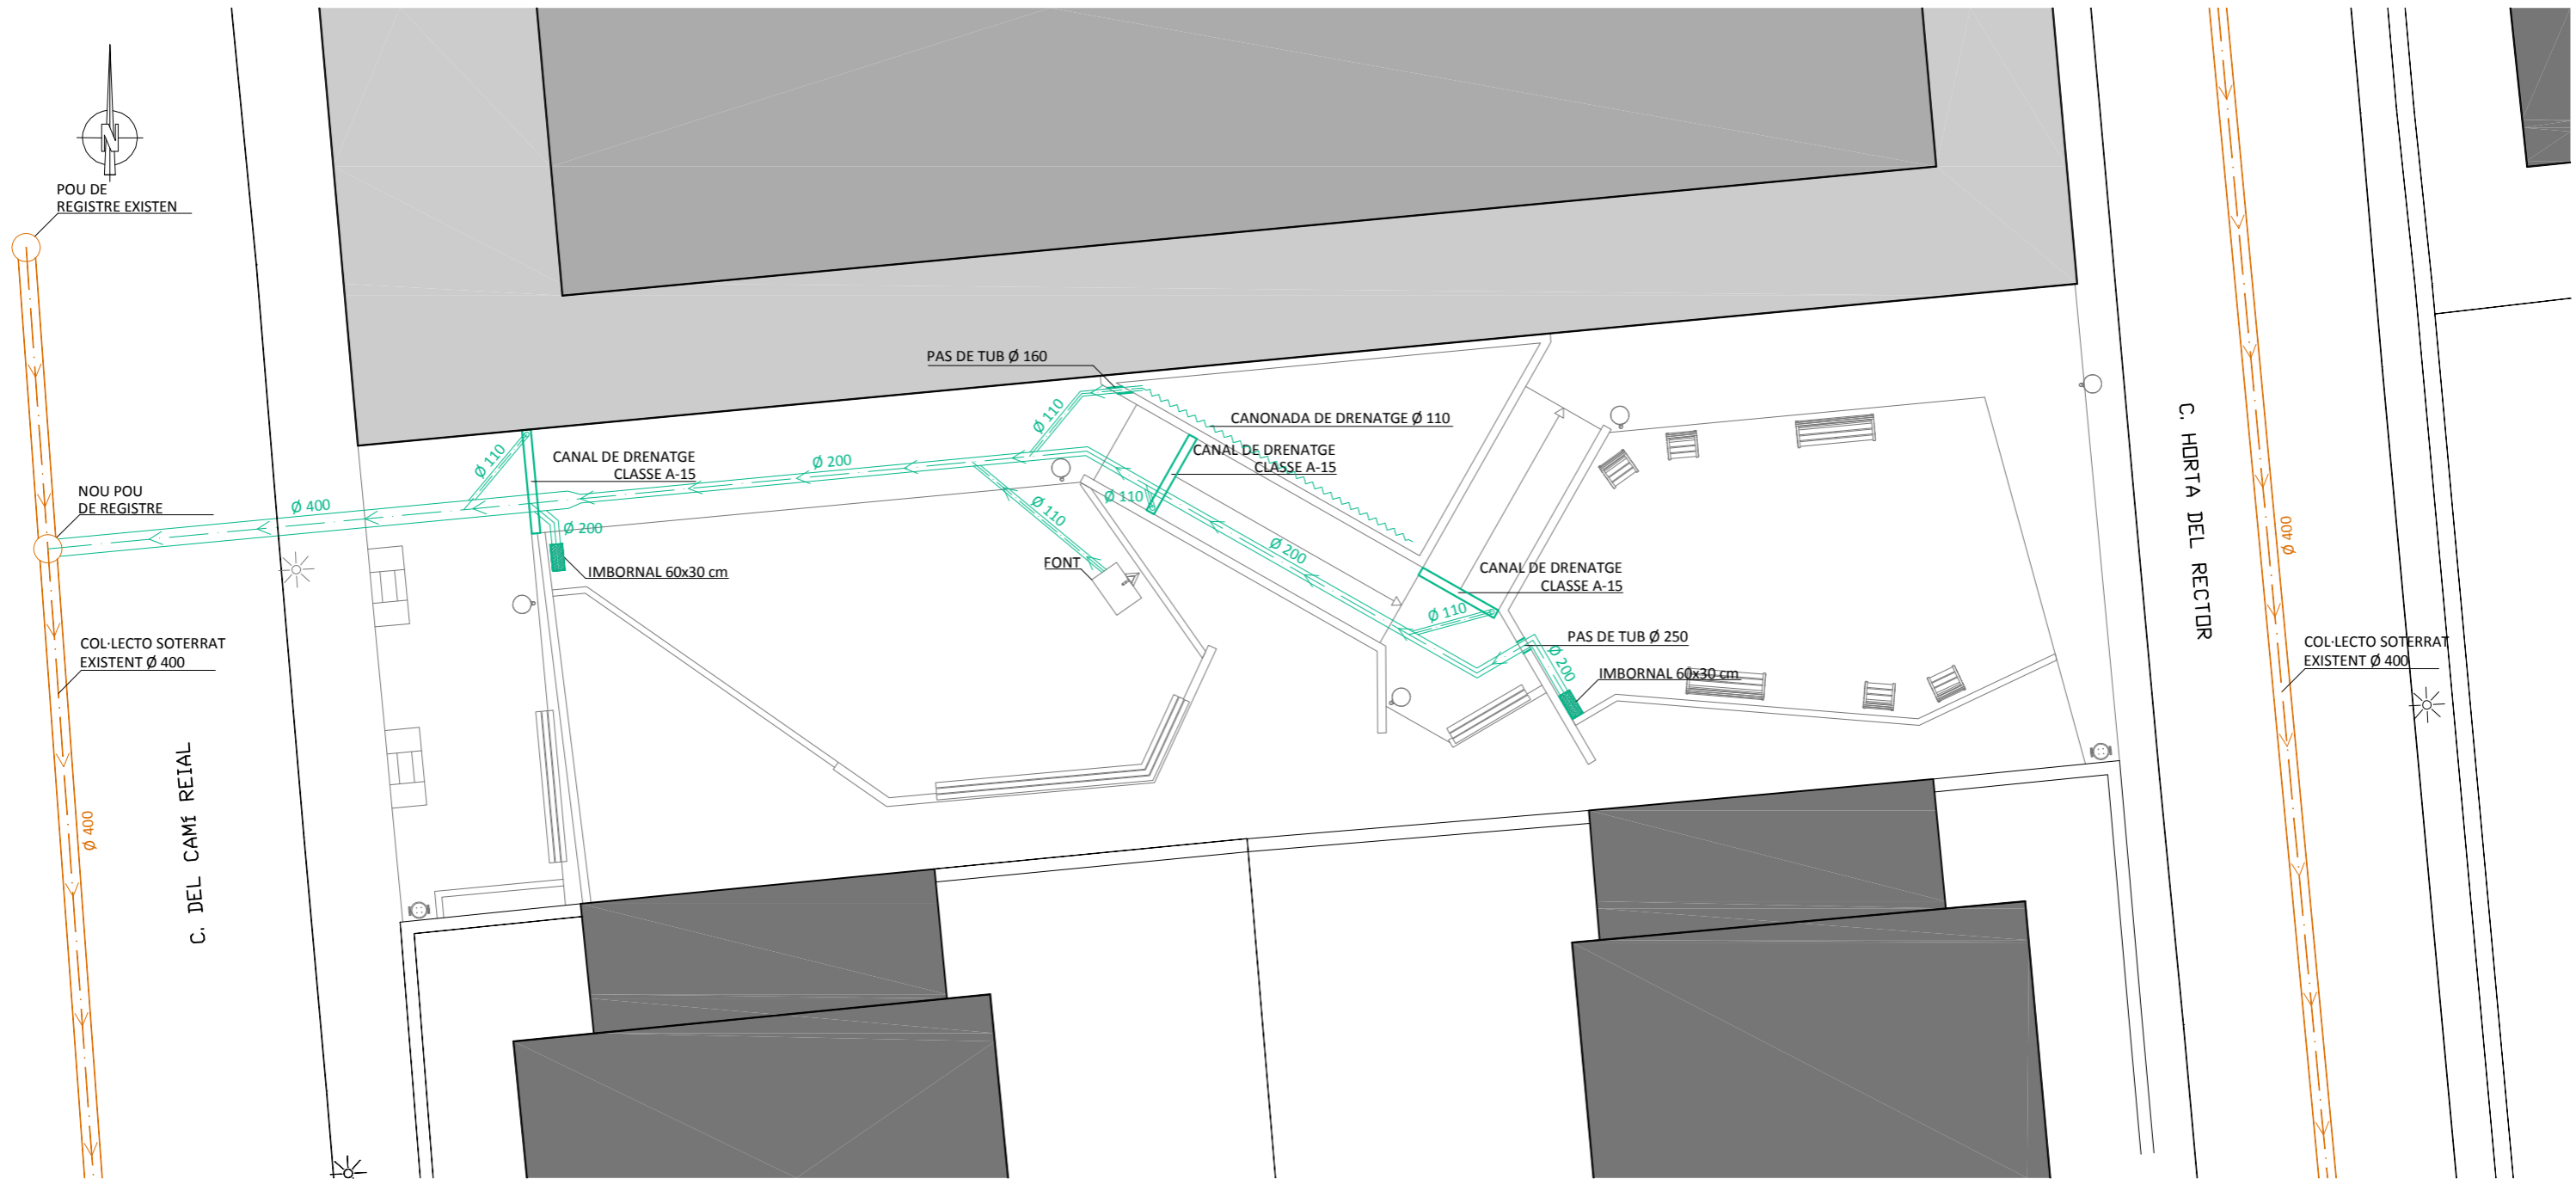 N
POU DE
REGISTRE EXISTEN
PAS DE TUB Ø 160
Ø 110
CANONADA DE DRENATGE Ø 110
CANAL DE DRENATGE
CLASSE A-15
Ø 110
CANAL DE DRENATGE
CLASSE A-15
Ø 200
NOU POU
DE REGISTRE
Ø 400
Ø 110
Ø 110
Ø 200
Ø 200
IMBORNAL 60x30 cm
FONT
CANAL DE DRENATGE
CLASSE A-15
Ø 110
PAS DE TUB Ø 250
Ø 200
IMBORNAL 60x30 cm
COL·LECTO SOTERRAT
EXISTENT Ø 400
Ø 400
C. DEL CAMÍ REIAL
C. HORTA DEL RECTOR
Ø 400
COL·LECTO SOTERRAT
EXISTENT Ø 400